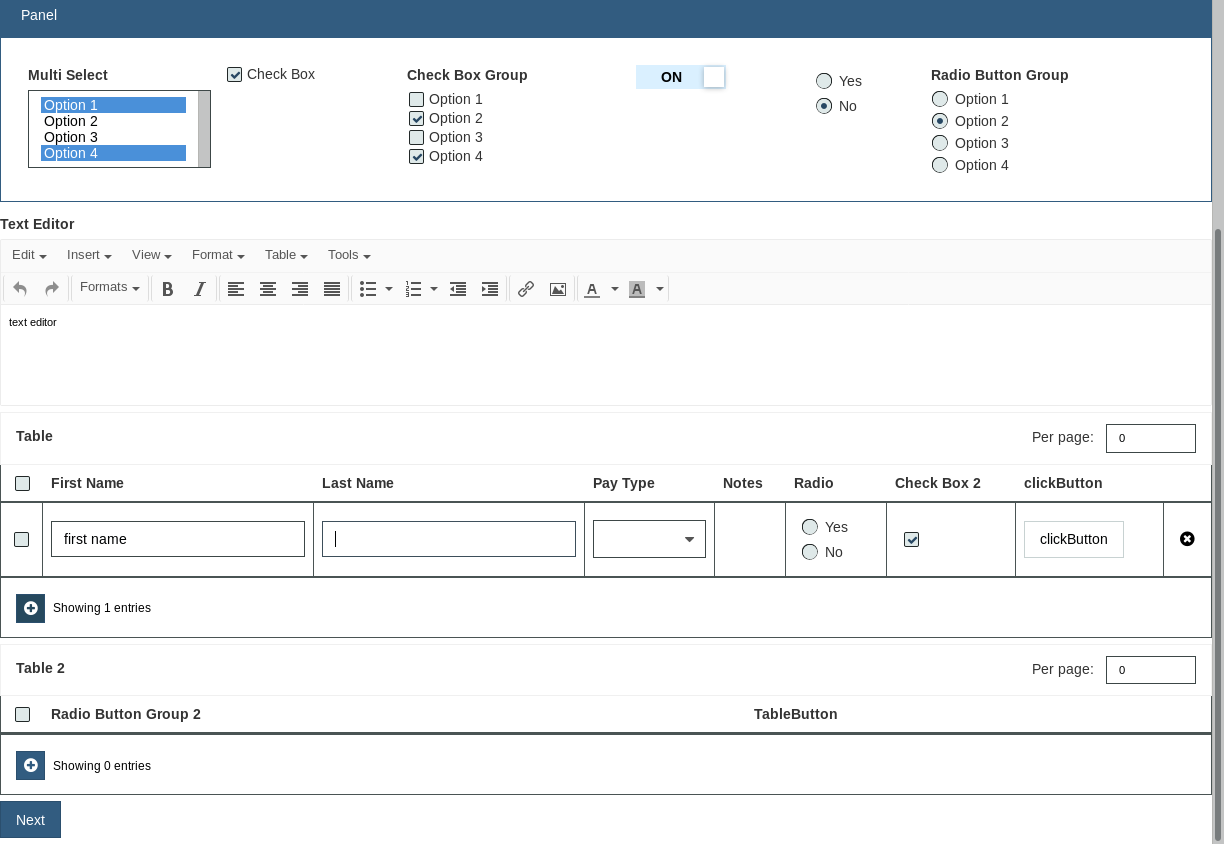 Panel
Multi Select
Option 1
Option 2
Option 3
Option 4
Check Box
Check Box Group
Option 1
Option 2
Option 3
Option 4
ON
Yes
No
Radio Button Group
Option 1
Option 2
Option 3
Option 4
Text Editor
Edit Insert View Format Table Tools
Formats B I A A
text editor
Table Per page: 0
First Name Last Name Pay Type Notes Radio Check Box 2 clickButton
first name Yes No clickButton
Showing 1 entries
Table 2 Per page: 0
Radio Button Group 2 TableButton
Showing 0 entries
Next